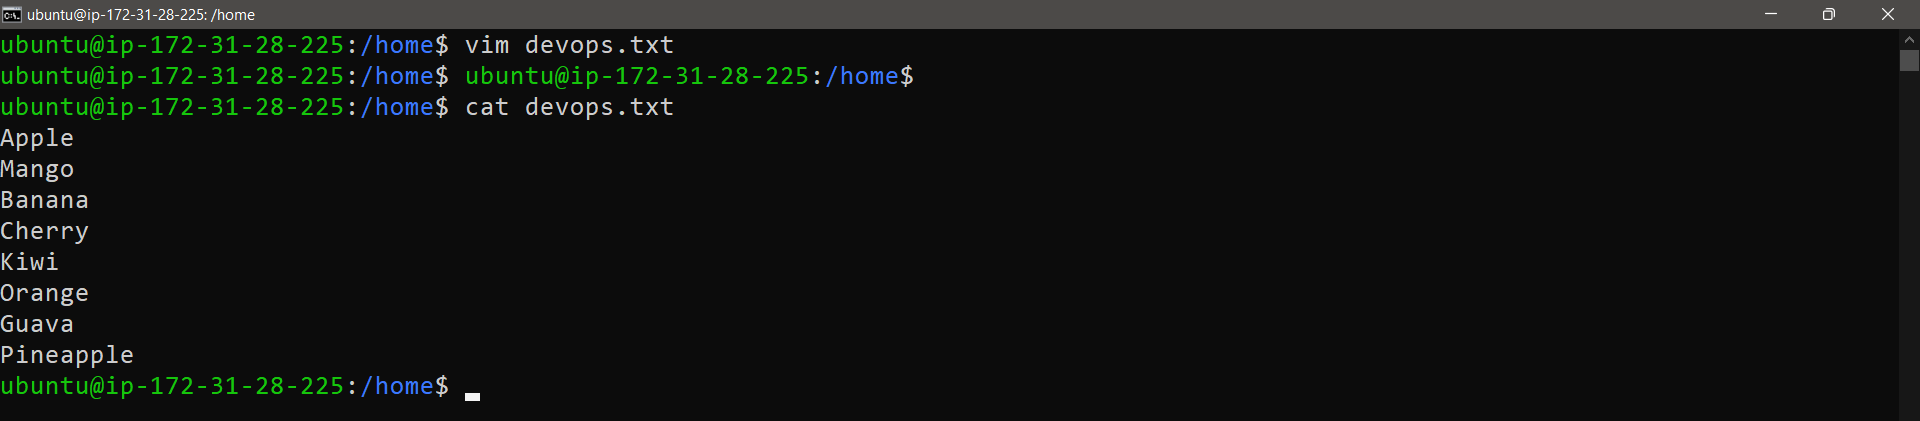 ubuntu@ip-172-31-28-225: /home
ubuntu@ip-172-31-28-225:/home$ vim devops.txt
ubuntu@ip-172-31-28-225:/home$ ubuntu@ip-172-31-28-225:/home$
ubuntu@ip-172-31-28-225:/home$ cat devops.txt
Apple
Mango
Banana
Cherry
Kiwi
Orange
Guava
Pineapple
ubuntu@ip-172-31-28-225:/home$